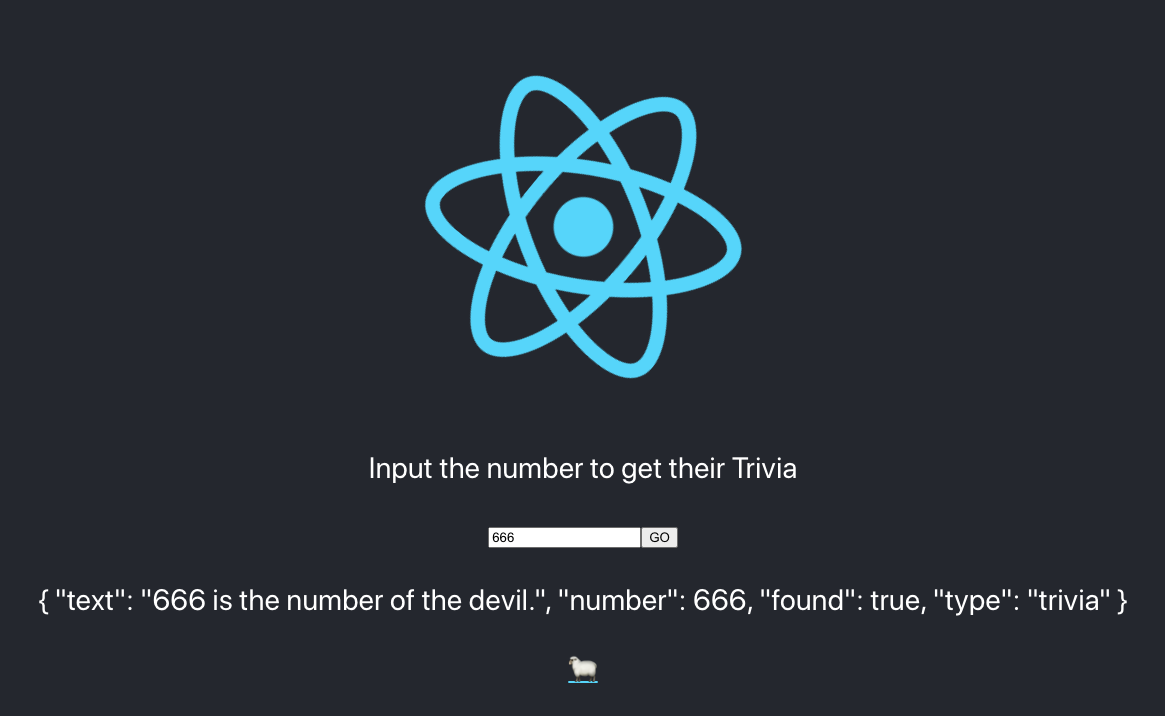 Input the number to get their Trivia
666 GO
{ "text": "666 is the number of the devil.", "number": 666, "found": true, "type": "trivia" }